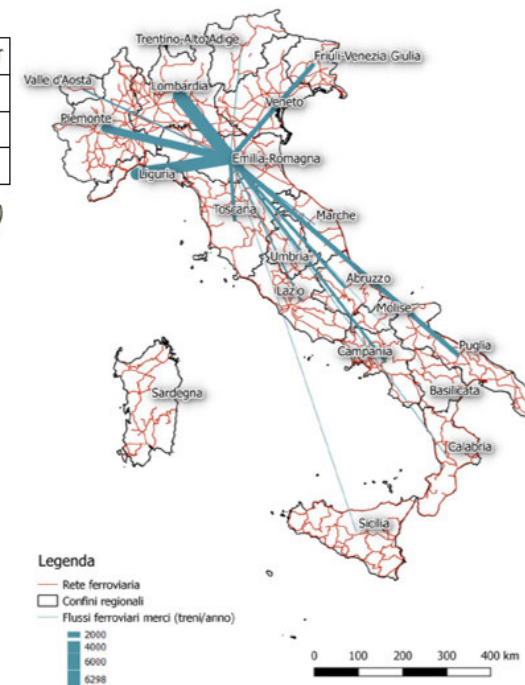 Trentino-Alto Adige
Friuli-Venezia Giulia
Valle d'Aosta
Lombardia
Veneto
Piemonte
Emilia-Romagna
Liguria
Toscana
Marche
Umbria
Abruzzo
Lazio
Molise
Campania
Puglia
Basilicata
Sardegna
Calabria
Sicilia
Legenda
Rete ferroviaria
Confini regionali
Flussi ferroviari merci (treni/anno)
2000
4000
6000
6298
0 100 200 300 400 km